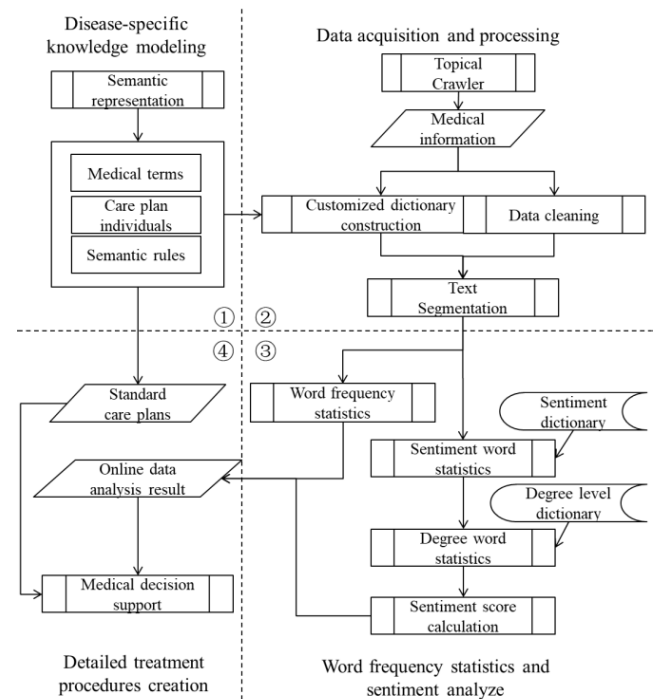 Disease-specific
knowledge modeling
Semantic
representation
Medical terms
Care plan
individuals
Semantic rules
①
Data acquisition and processing
Topical
Crawler
Medical
information
Customized dictionary
construction
Data cleaning
Text
Segmentation
②
④
Standard
care plans
Online data
analysis result
Medical decision
support
Detailed treatment
procedures creation
③
Word frequency
statistics
Sentiment
dictionary
Sentiment word
statistics
Degree level
dictionary
Degree word
statistics
Sentiment score
calculation
Word frequency statistics and
sentiment analyze